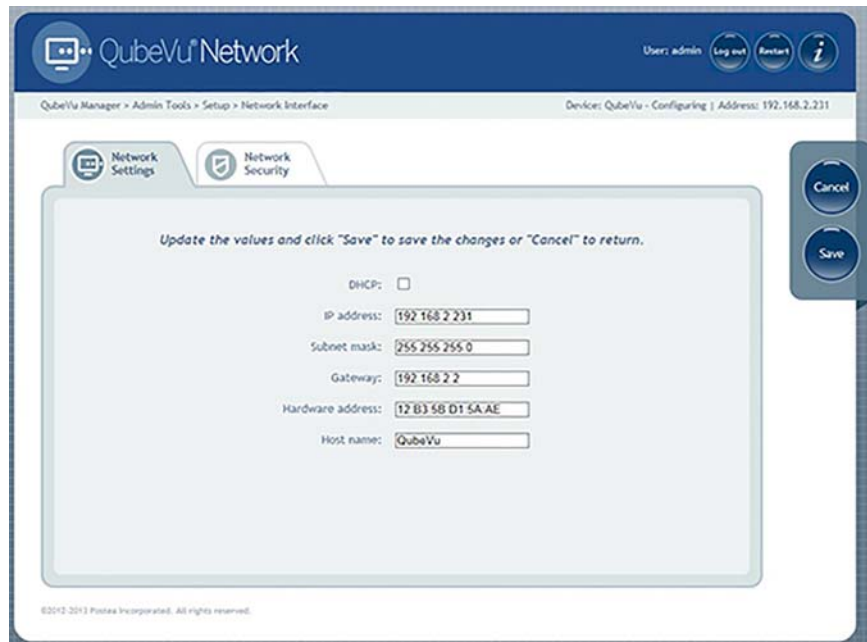 QubeVu® Network
User: admin
Log out
Restart
i
QubeVu Manager > Admin Tools > Setup > Network Interface
Device: QubeVu - Configuring | Address: 192.168.2.231
Network Settings
Network Security
Cancel
Save
Update the values and click "Save" to save the changes or "Cancel" to return.
DHCP:
IP address: 192.168.2.231
Subnet mask: 255.255.255.0
Gateway: 192.168.2.2
Hardware address: 12:B3:5B:D1:5A:AE
Host name: QubeVu
©2012-2013 Postea Incorporated. All rights reserved.